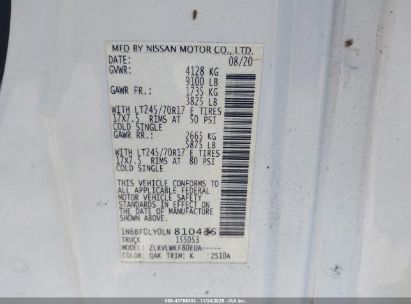 MFD BY NISSAN MOTOR CO., LTD.
DATE: 08/20
GVWR: 4128 KG
9100 LB
GAWR FR.: 1735 KG
3825 LB
WITH LT245/70R17 E TIRES
17X7.5 RIMS AT 50 PSI
COLD SINGLE
GAWR RR.: 2665 KG
5875 LB
WITH LT245/70R17 E TIRES
17X7.5 RIMS AT 80 PSI
COLD SINGLE
THIS VEHICLE CONFORMS TO ALL
APPLICABLE FEDERAL MOTOR
VEHICLE SAFETY STANDARDS
IN EFFECT ON THE DATE OF
MANUFACTURE SHOWN ABOVE.
1N6BF0LY0LN 810435
TRUCK 155053
MODEL: ZLKVLWKF80EUA-----
COLOR: QAK TRIM: K 2S10A